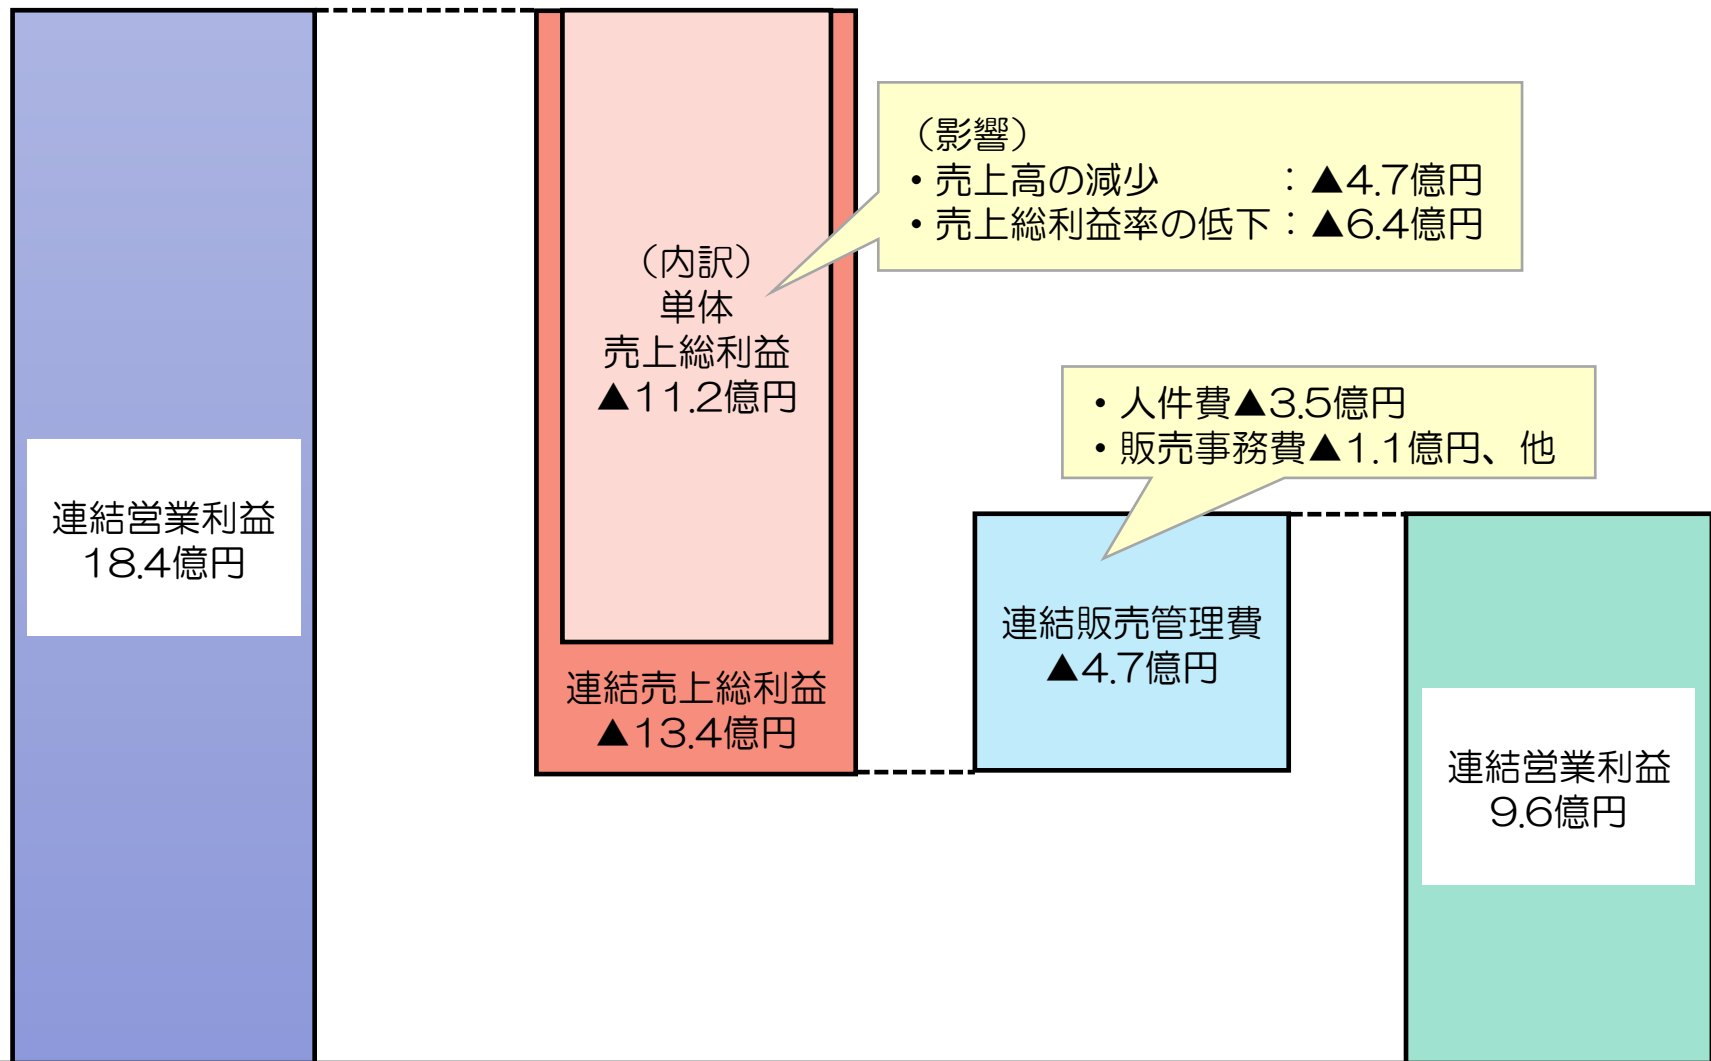 連結営業利益
18.4億円
（内訳）
単体
売上総利益
▲11.2億円
連結売上総利益
▲13.4億円
（影響）
・売上高の減少　　　：▲4.7億円
・売上総利益率の低下：▲6.4億円
・人件費▲3.5億円
・販売事務費▲1.1億円、他
連結販売管理費
▲4.7億円
連結営業利益
9.6億円